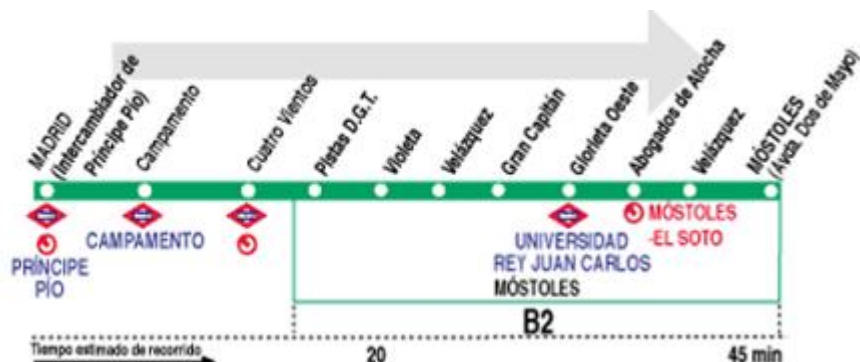 MADRID
(Intercambiador de
Príncipe Pío)
Campamento
Cuatro Vientos
Pistas D.G.T.
Violeta
Velázquez
Gran Capitán
Glorieta Oeste
Abogados de Atocha
Velázquez
MÓSTOLES
(Avda. Dos de Mayo)
PRÍNCIPE
PÍO
CAMPAMENTO
UNIVERSIDAD
REY JUAN CARLOS
MÓSTOLES
-EL SOTO
MÓSTOLES
B2
Tiempo estimado de recorrido
20
45 min